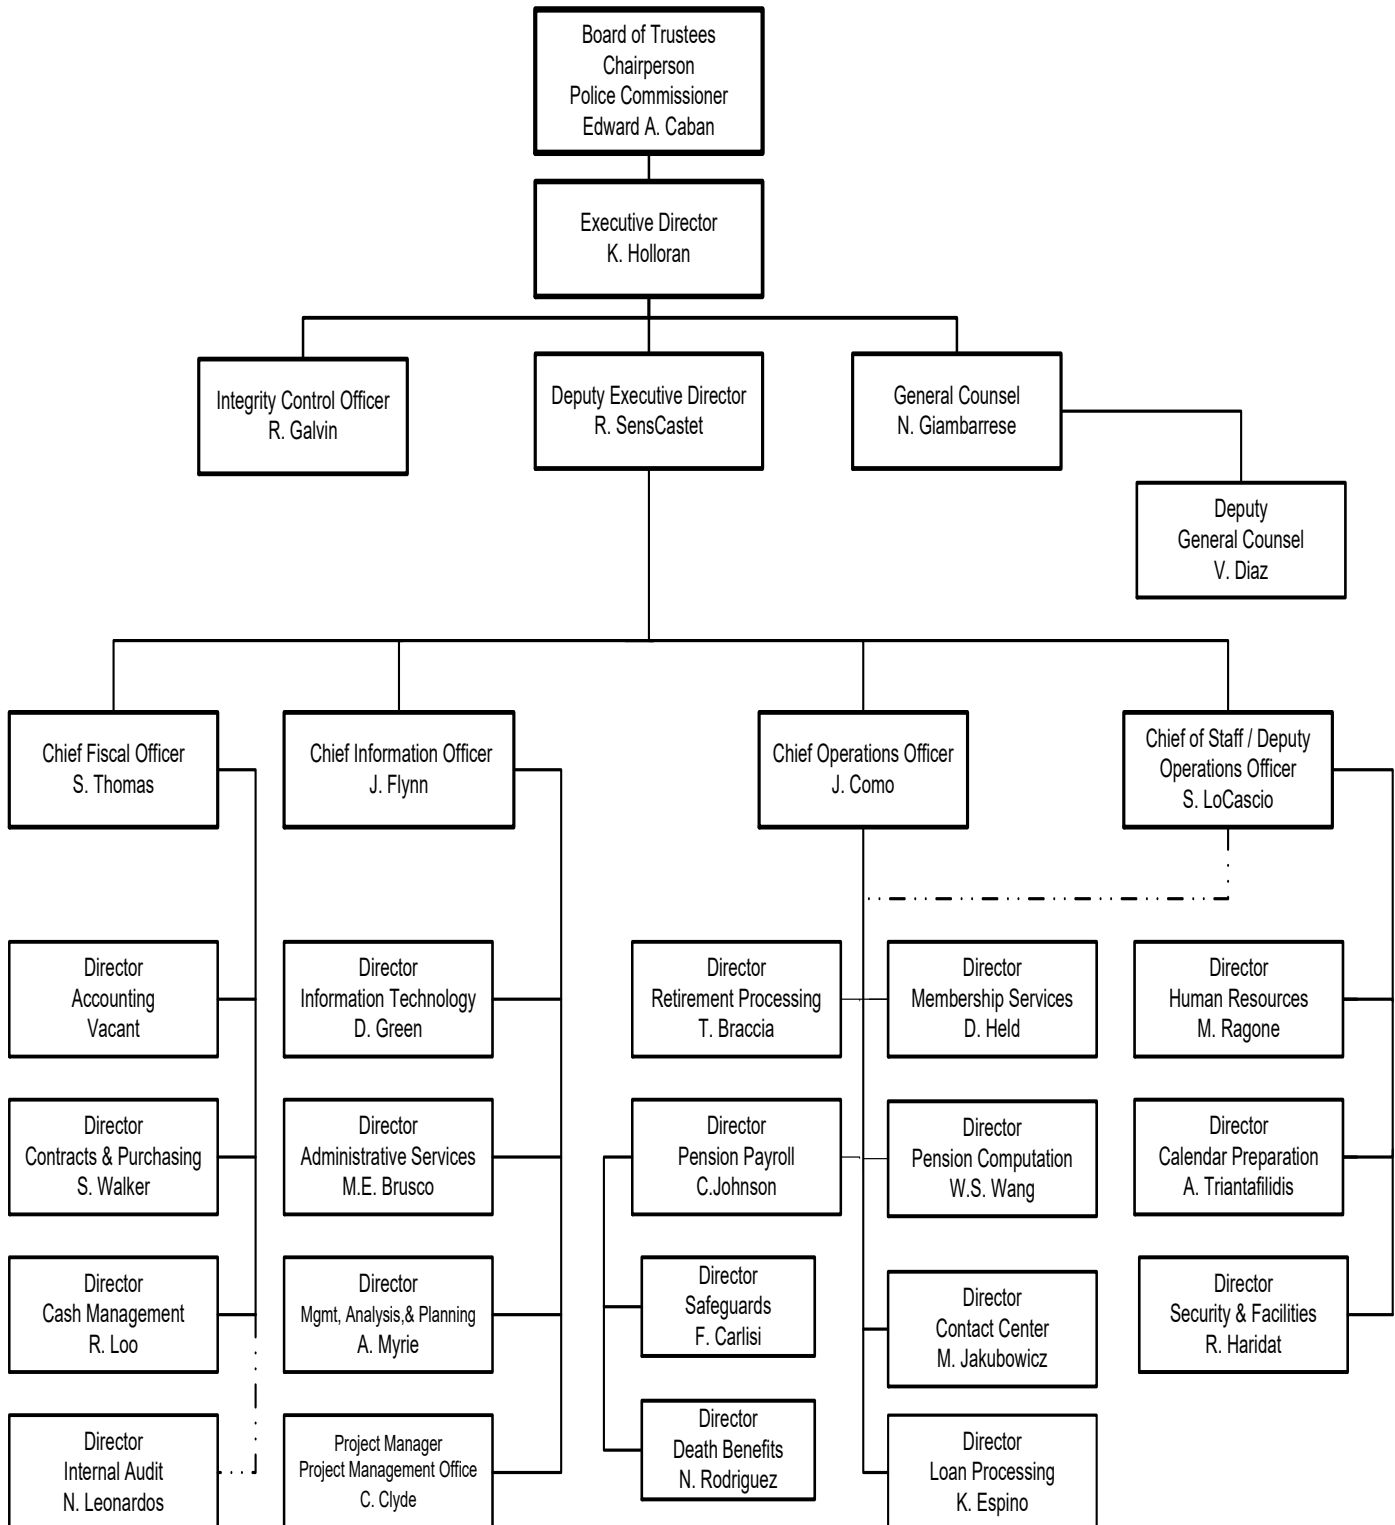 Board of Trustees
Chairperson
Police Commissioner
Edward A. Caban
Executive Director
K. Holloran
Integrity Control Officer
R. Galvin
Deputy Executive Director
R. SensCastet
General Counsel
N. Giambarrese
Deputy
General Counsel
V. Diaz
Chief Fiscal Officer
S. Thomas
Chief Information Officer
J. Flynn
Chief Operations Officer
J. Como
Chief of Staff / Deputy
Operations Officer
S. LoCascio
Director
Accounting
Vacant
Director
Information Technology
D. Green
Director
Retirement Processing
T. Braccia
Director
Membership Services
D. Held
Director
Human Resources
M. Ragone
Director
Contracts & Purchasing
S. Walker
Director
Administrative Services
M.E. Brusco
Director
Pension Payroll
C.Johnson
Director
Pension Computation
W.S. Wang
Director
Calendar Preparation
A. Triantafilidis
Director
Cash Management
R. Loo
Director
Mgmt, Analysis,& Planning
A. Myrie
Director
Safeguards
F. Carlisi
Director
Contact Center
M. Jakubowicz
Director
Security & Facilities
R. Haridat
Director
Internal Audit
N. Leonardos
Project Manager
Project Management Office
C. Clyde
Director
Death Benefits
N. Rodriguez
Director
Loan Processing
K. Espino